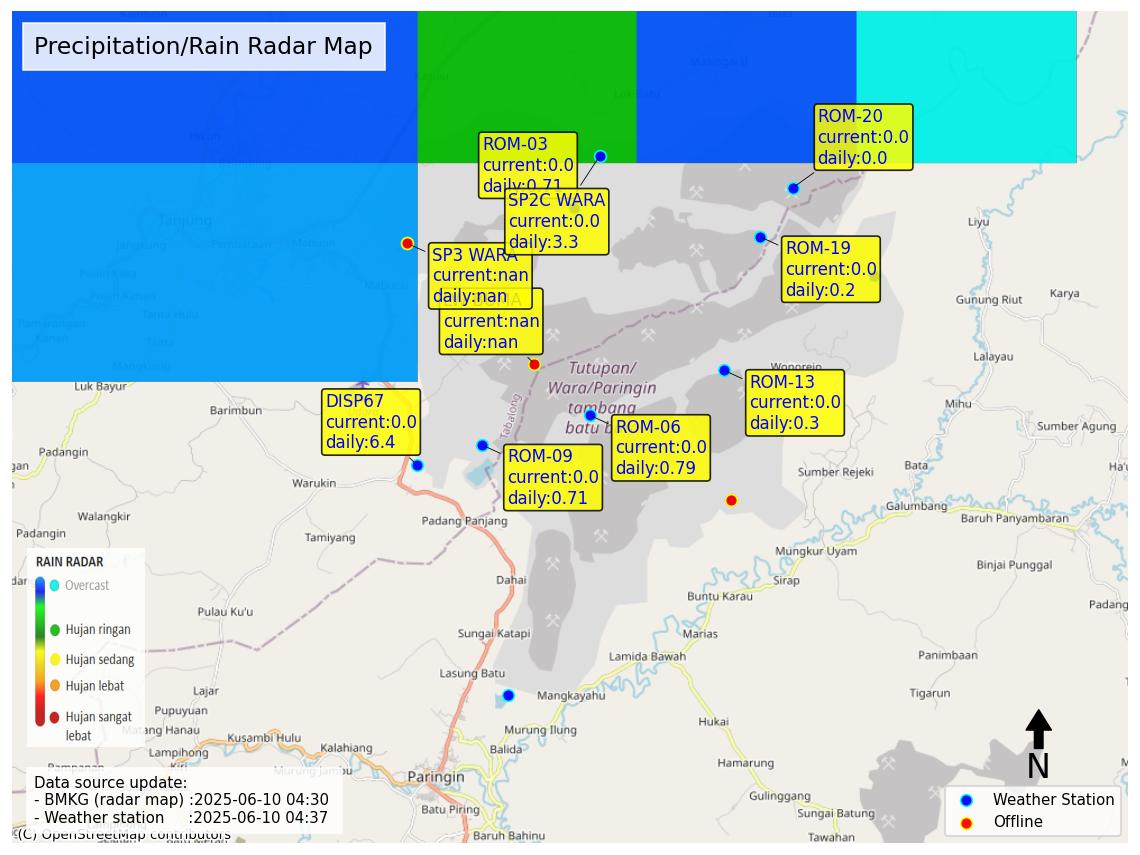 Precipitation/Rain Radar Map
ROM-20
current:0.0
daily:0.0
ROM-03
current:0.0
daily:0.71
SP2C WARA
current:0.0
daily:3.3
Tanjung
Liyu
ROM-19
current:0.0
daily:0.2
SP3 WARA
current:nan
daily:nan
current:nan
daily:nan
Gunung Riut
Karya
Lalayau
Tutupan/
Wara/Paringin
tambang
batu
Wonorejo
ROM-13
current:0.0
daily:0.3
Luk Bayur
Barimbun
Mihu
DISP67
current:0.0
daily:6.4
Tabalong
ROM-06
current:0.0
daily:0.79
Sumber Agung
Padangin
ROM-09
current:0.0
daily:0.71
Bata
Sumber Rejeki
Warukin
Galumbang
Walangkir
Padang Panjang
Baruh Panyambaran
Padangin
Tamiyang
Mungkur Uyam
Binjai Punggal
RAIN RADAR
Overcast
Hujan ringan
Hujan sedang
Hujan lebat
Hujan sangat
lebat
Dahai
Sirap
Buntu Karau
Padang
Pulau Ku'u
Sungai Katapi
Marias
Lamida Bawah
Panimbaan
Lasung Batu
Lajar
Mangkayahu
Tigarun
Pupuyuan
Matang Hanau
Hukai
Murung Ilung
Kusambi Hulu
Kalahiang
Lampihong
Balida
Hamarung
Murung Jambu
Paringin
N
Gulinggang
Batu Piring
Sungai Batung
Baruh Bahinu
Tawahan
Data source update:
- BMKG (radar map) :2025-06-10 04:30
- Weather station :2025-06-10 04:37
(C) OpenStreetMap contributors
Weather Station
Offline